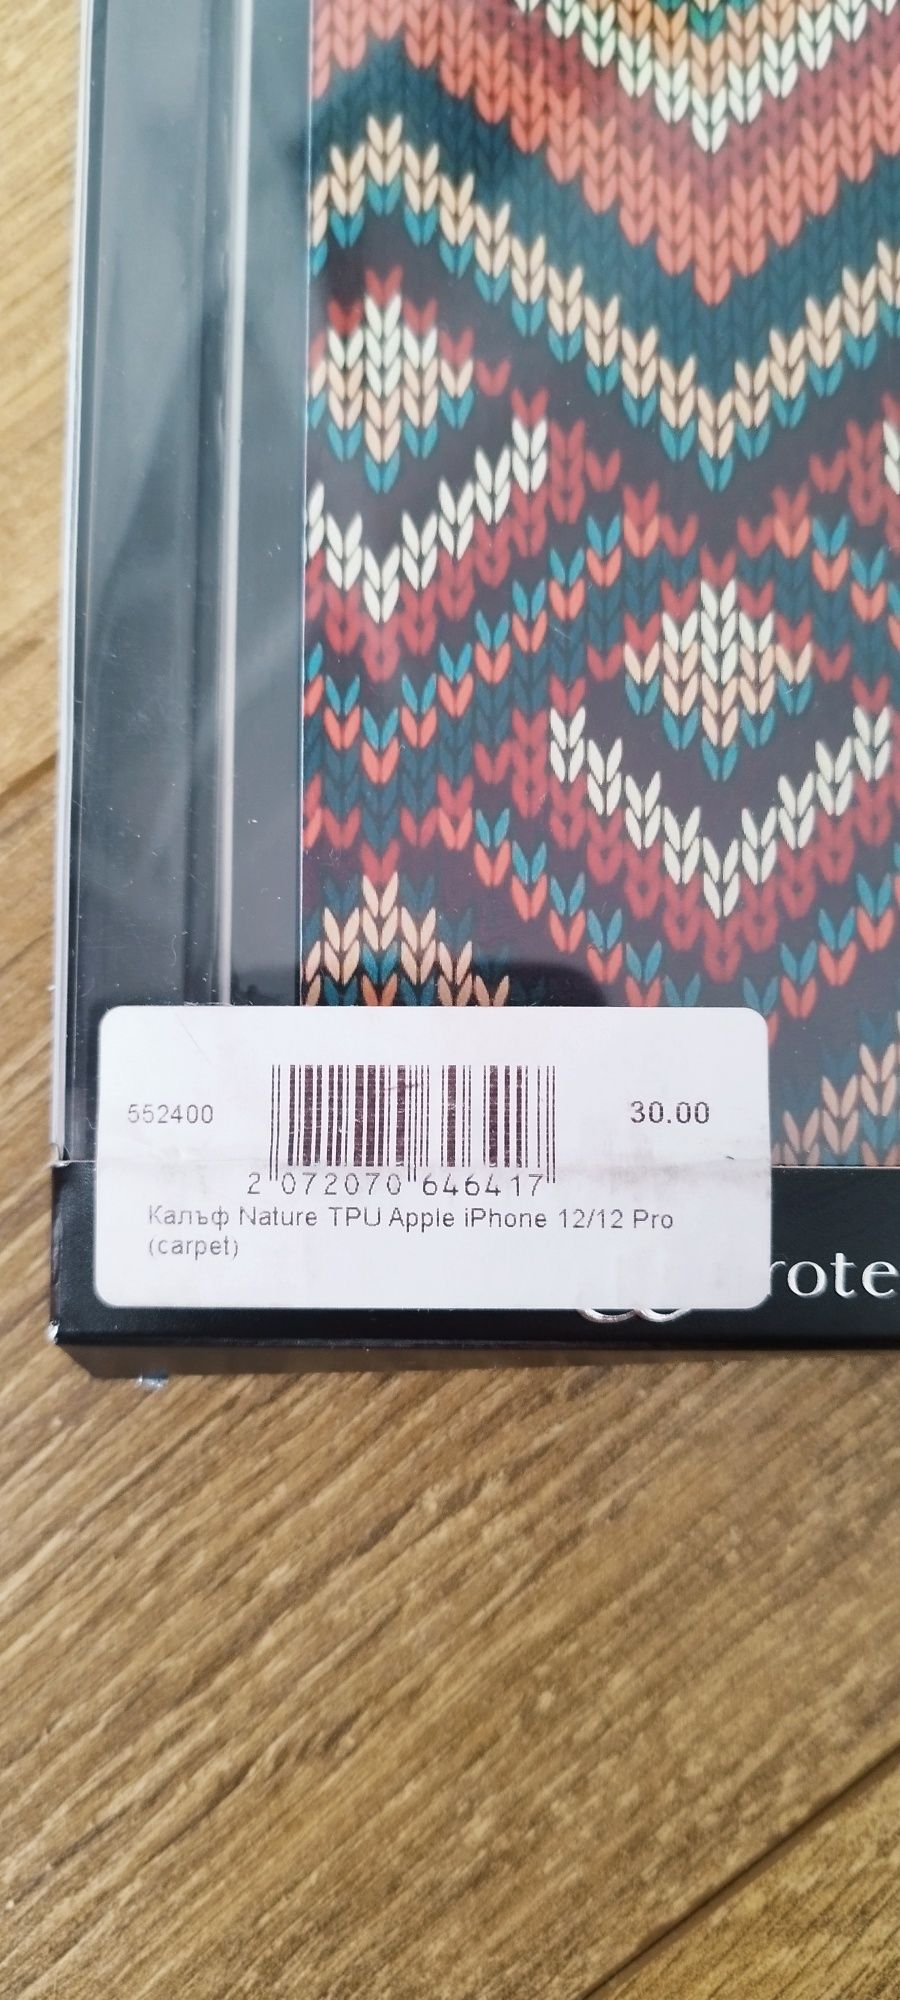 552400
30.00
2 072070 646417
Калъф Nature TPU Apple iPhone 12/12 Pro
(carpet)